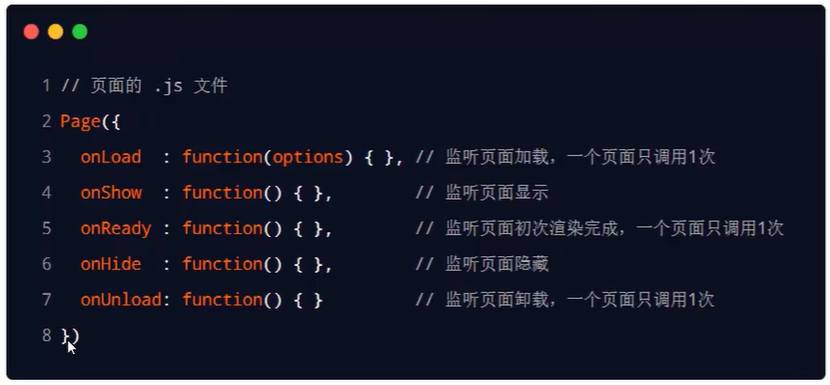 1 // 页面的 .js 文件
2 Page({
3   onLoad  : function(options) { }, // 监听页面加载，一个页面只调用1次
4   onShow  : function() { },        // 监听页面显示
5   onReady : function() { },        // 监听页面初次渲染完成，一个页面只调用1次
6   onHide  : function() { },        // 监听页面隐藏
7   onUnload: function() { }         // 监听页面卸载，一个页面只调用1次
8 })